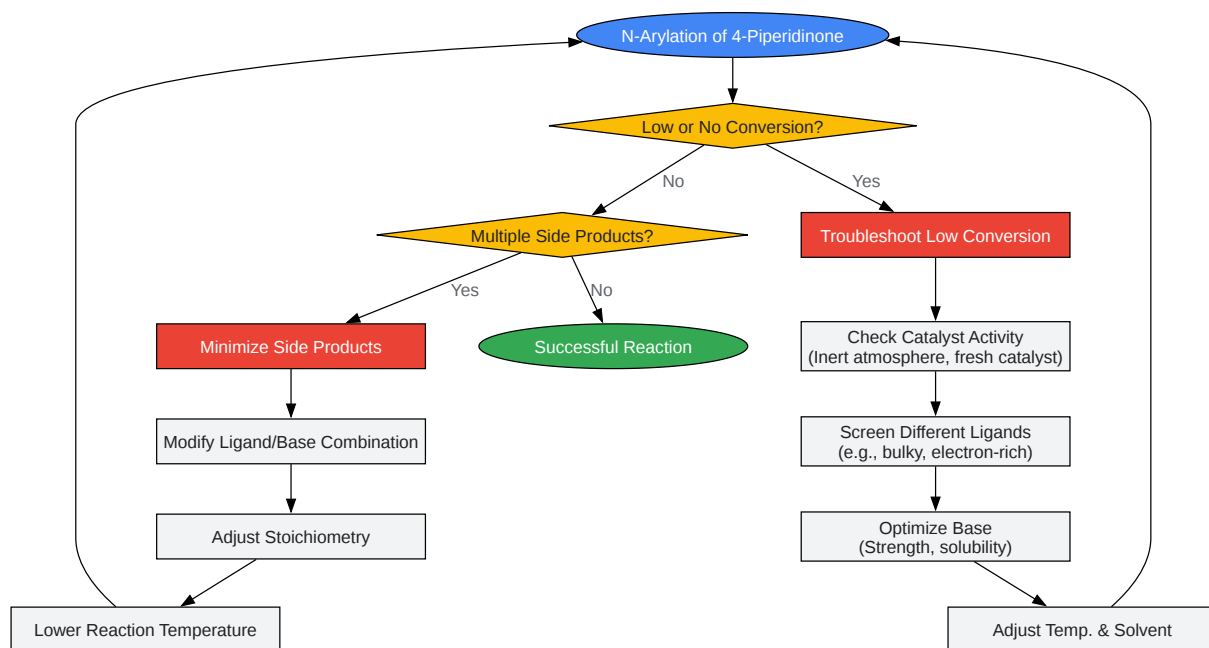 N-Arylation of 4-Piperidinone
Low or No Conversion?
No
Yes
Multiple Side Products?
Troubleshoot Low Conversion
Yes
No
Minimize Side Products
Successful Reaction
Check Catalyst Activity
(Inert atmosphere, fresh catalyst)
Modify Ligand/Base Combination
Screen Different Ligands
(e.g., bulky, electron-rich)
Adjust Stoichiometry
Optimize Base
(Strength, solubility)
Lower Reaction Temperature
Adjust Temp. & Solvent